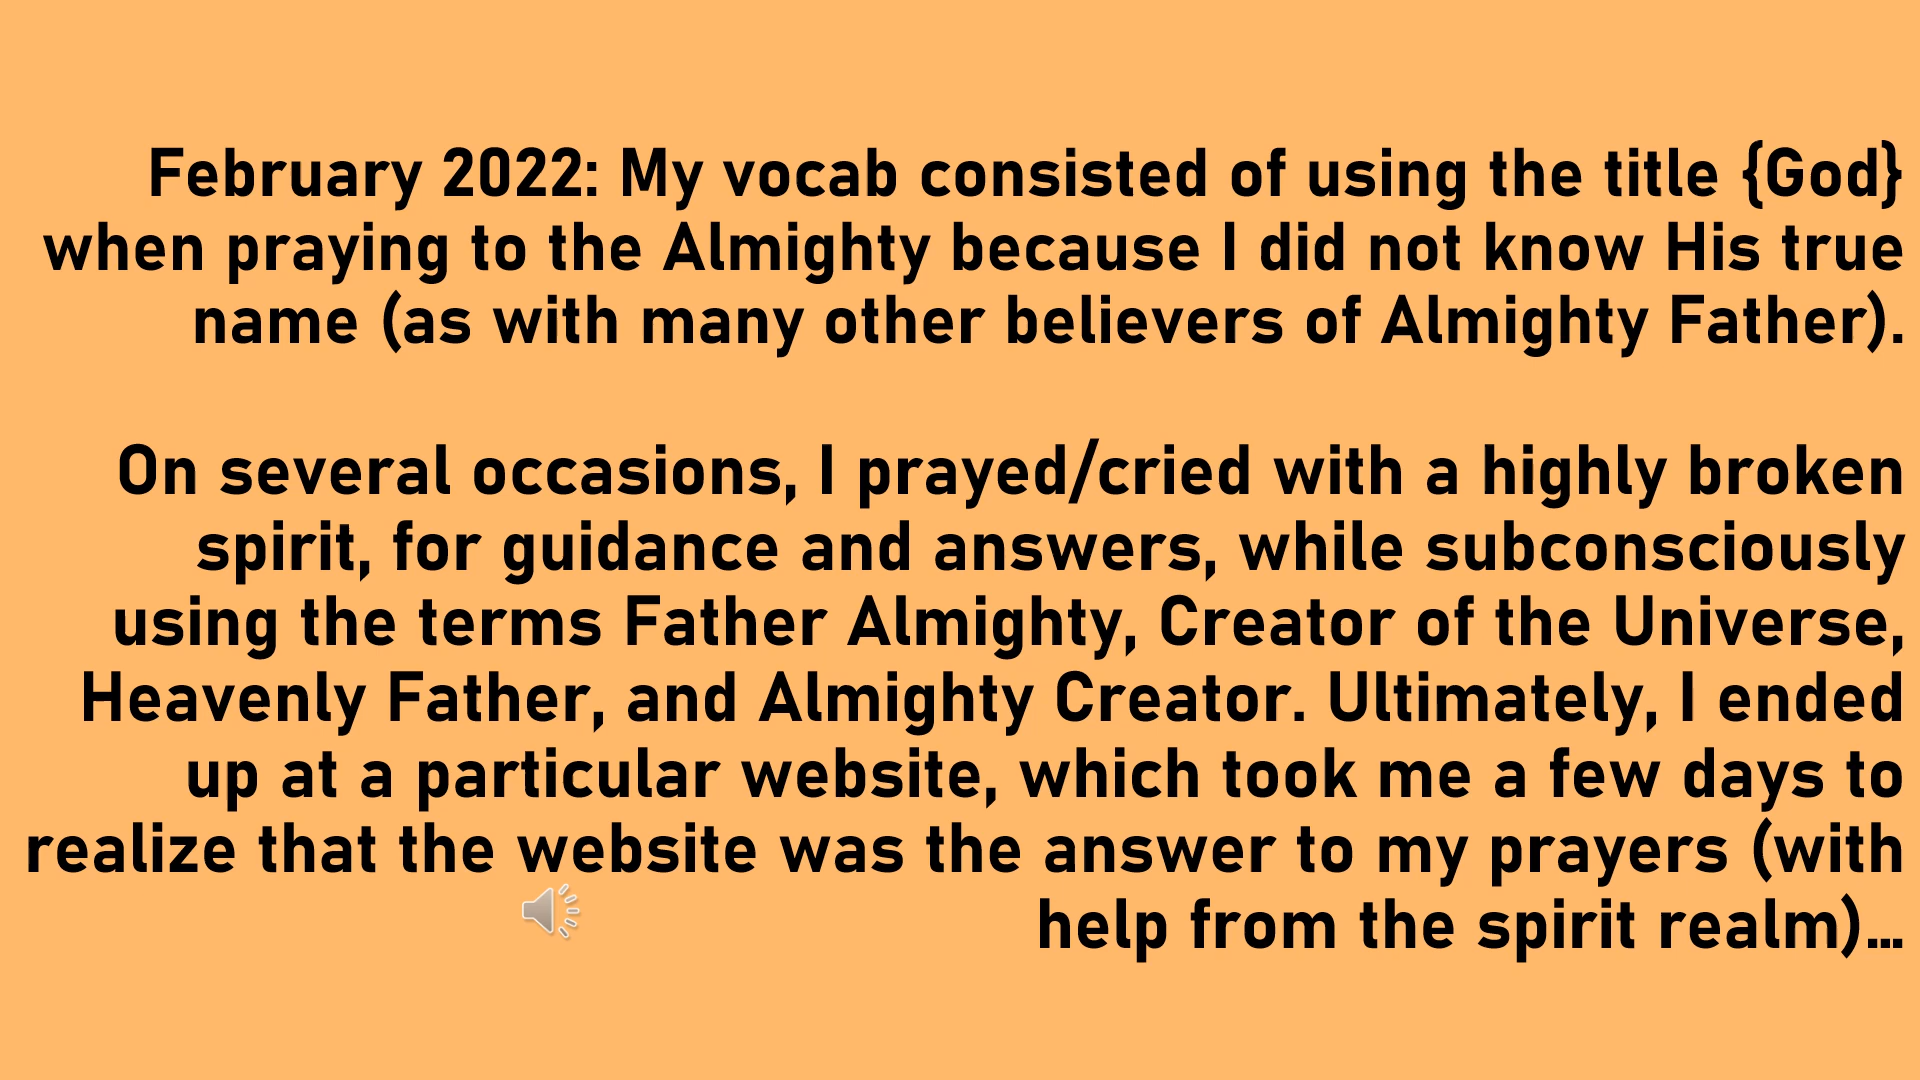 February 2022: My vocab consisted of using the title {God}
when praying to the Almighty because I did not know His true
name (as with many other believers of Almighty Father).
On several occasions, I prayed/cried with a highly broken
spirit, for guidance and answers, while subconsciously
using the terms Father Almighty, Creator of the Universe,
Heavenly Father, and Almighty Creator. Ultimately, I ended
up at a particular website, which took me a few days to
realize that the website was the answer to my prayers (with
help from the spirit realm)...